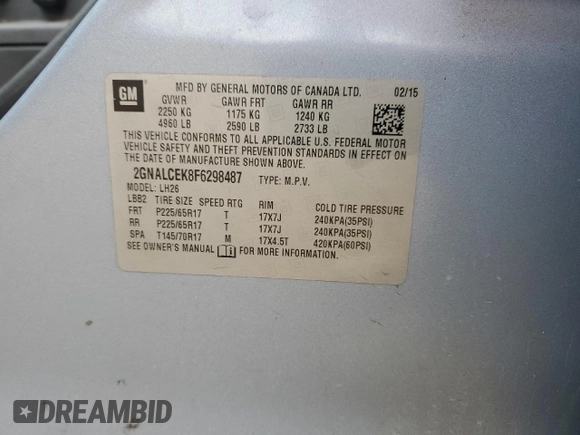 GM
MFD BY GENERAL MOTORS OF CANADA LTD. 02/15
GVWR GAWR FRT GAWR RR
2250 KG 1175 KG 1240 KG
4960 LB 2590 LB 2733 LB
THIS VEHICLE CONFORMS TO ALL APPLICABLE U.S. FEDERAL MOTOR
VEHICLE SAFETY AND THEFT PREVENTION STANDARDS IN EFFECT ON
THE DATE OF MANUFACTURE SHOWN ABOVE.
2GNALCEK8F6298487 TYPE: M.P.V.
MODEL: LH26
LBB2 TIRE SIZE SPEED RTG RIM COLD TIRE PRESSURE
FRT P225/65R17 T 17X7J 240KPA(35PSI)
RR P225/65R17 T 17X7J 240KPA(35PSI)
SPA T145/70R17 M 17X4.5T 420KPA(60PSI)
SEE OWNER'S MANUAL FOR MORE INFORMATION.
DREAMBID